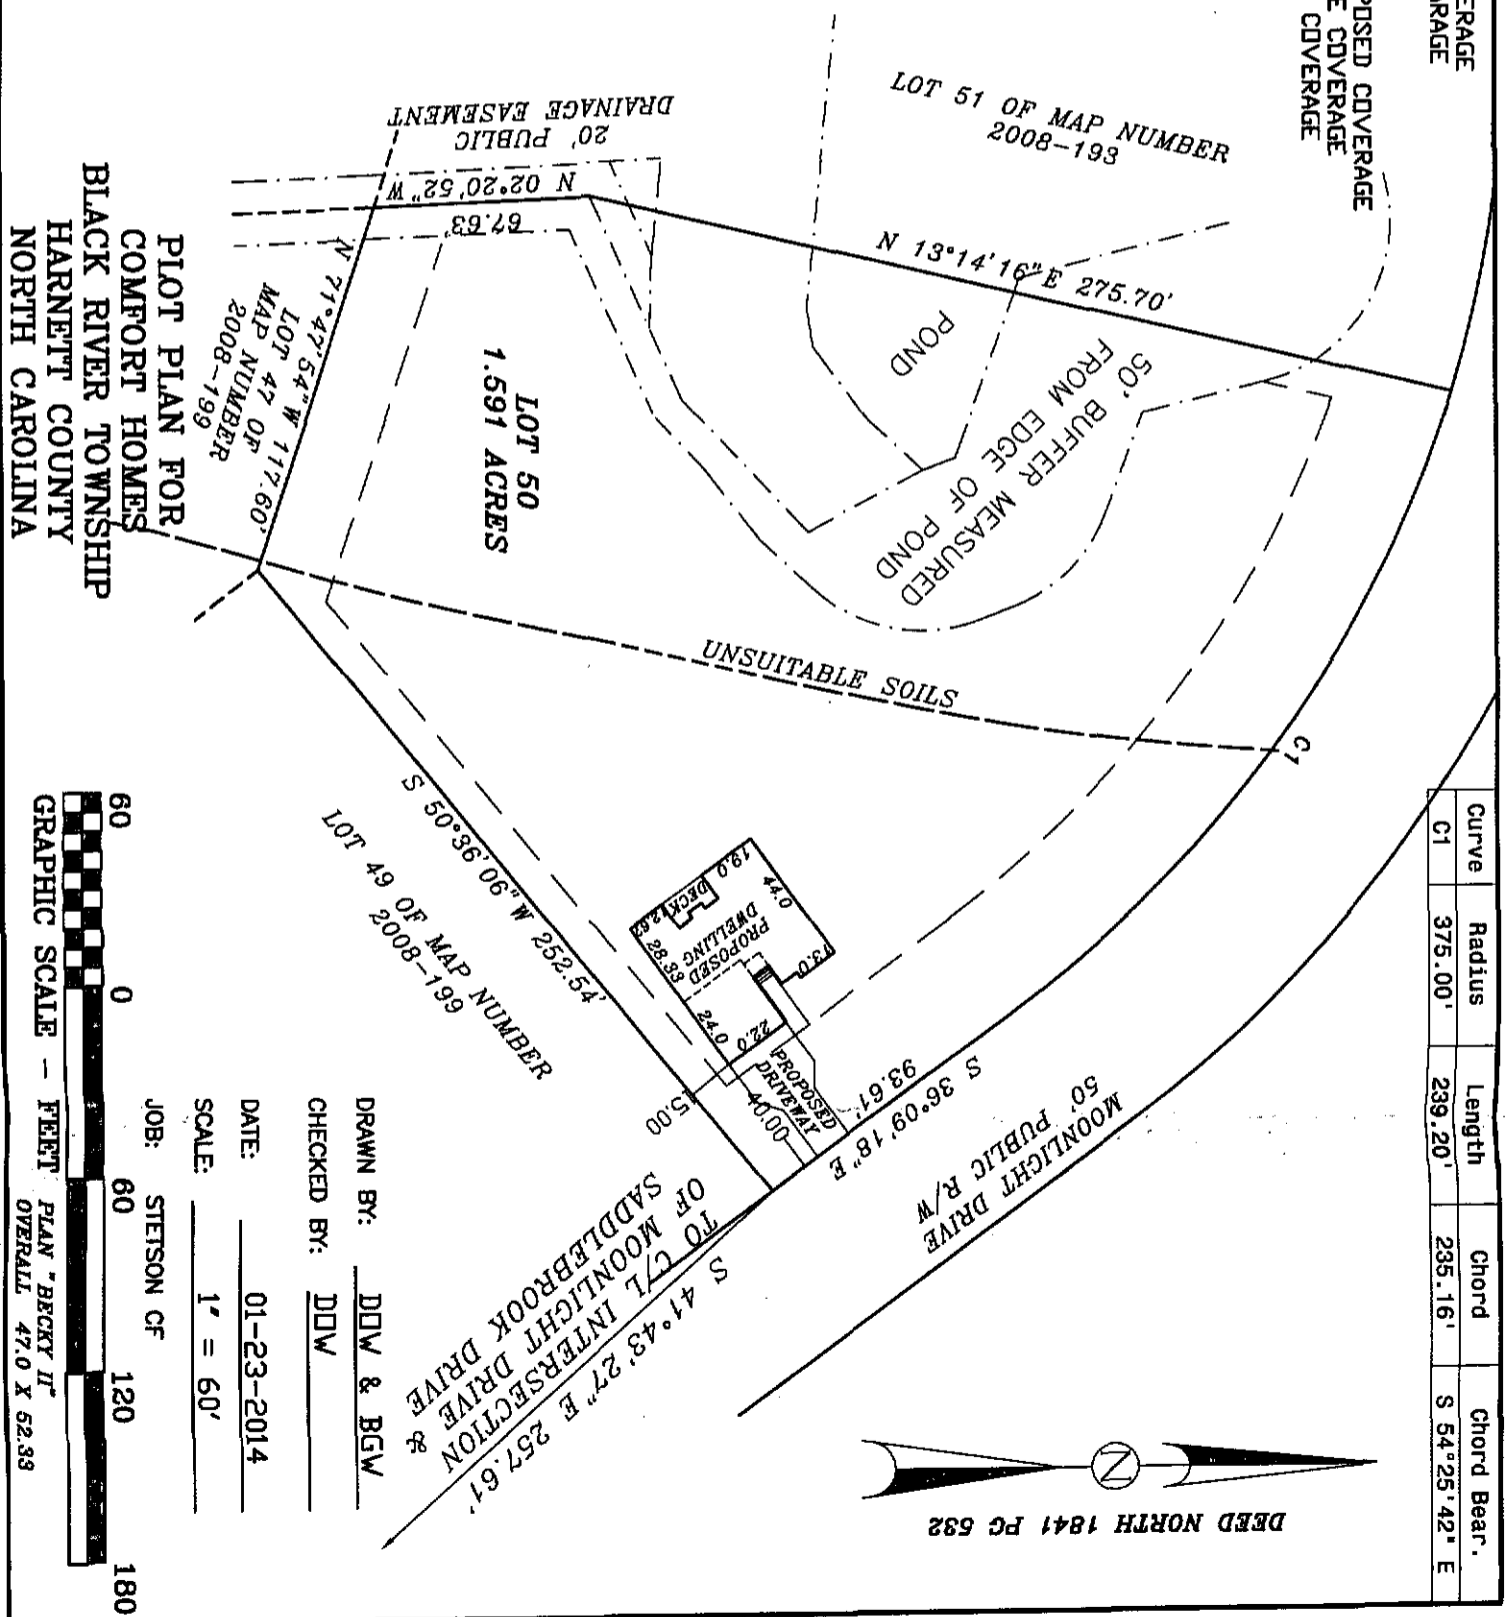 ERAGE
ARAGE
POSED COVERAGE
E COVERAGE
COVERAGE
Curve Radius Length Chord Chord Bear.
C1 375.00' 239.20' 235.16' S 54°25'42" E
LOT 51 OF MAP NUMBER
2008-193
N 13°14'16"E 275.70'
POND
50' BUFFER MEASURED
FROM EDGE OF POND
20' PUBLIC
DRAINAGE EASEMENT
N 02°20'52" W
67.63'
LOT 50
1.591 ACRES
N 71°47'54"W 117.60'
LOT 47 OF
MAP NUMBER
2008-199
UNSUITABLE SOILS
C1
S 50°36'06"W 252.54'
LOT 49 OF MAP NUMBER
2008-199
PROPOSED
DWELLING
DECK
19.0
44.0
13.0
12.62
28.33
24.0
22.0
PROPOSED
DRIVEWAY
40.00
15.00
S 36°09'18"E
93.61'
MOONLIGHT DRIVE
50' PUBLIC R/W
S 41°43'27"E 257.61'
TO C/L INTERSECTION
OF MOONLIGHT DRIVE &
SADDLEBROOK DRIVE
N
DEED NORTH 1841 PG 532
PLOT PLAN FOR
COMFORT HOMES
BLACK RIVER TOWNSHIP
HARNETT COUNTY
NORTH CAROLINA
DRAWN BY: DDW & BGW
CHECKED BY: DDW
DATE: 01-23-2014
SCALE: 1" = 60'
JOB: STETSON CF
60 0 60 120 180
GRAPHIC SCALE - FEET
PLAN "BECKY II"
OVERALL 47.0 X 52.33